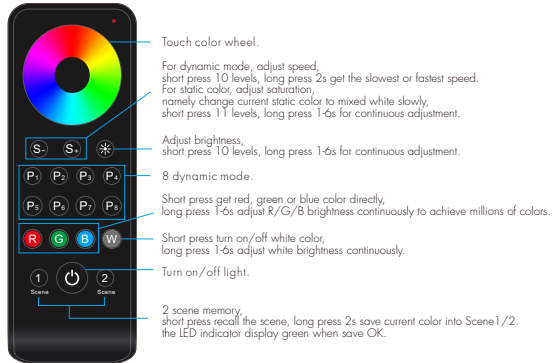 Touch color wheel.
For dynamic mode, adjust speed,
short press 10 levels, long press 2s get the slowest or fastest speed.
For static color, adjust saturation,
namely change current static color to mixed white slowly,
short press 11 levels, long press 1-6s for continuous adjustment.
S- S+
Adjust brightness,
short press 10 levels, long press 1-6s for continuous adjustment.
P1 P2 P3 P4
8 dynamic mode.
P5 P6 P7 P8
Short press get red, green or blue color directly,
long press 1-6s adjust R/G/B brightness continuously to achieve millions of colors.
R G B W
Short press turn on/off white color,
long press 1-6s adjust white brightness continuously.
Turn on/off light.
1 2
Scene Scene
2 scene memory,
short press recall the scene, long press 2s save current color into Scene1/2.
the LED indicator display green when save OK.